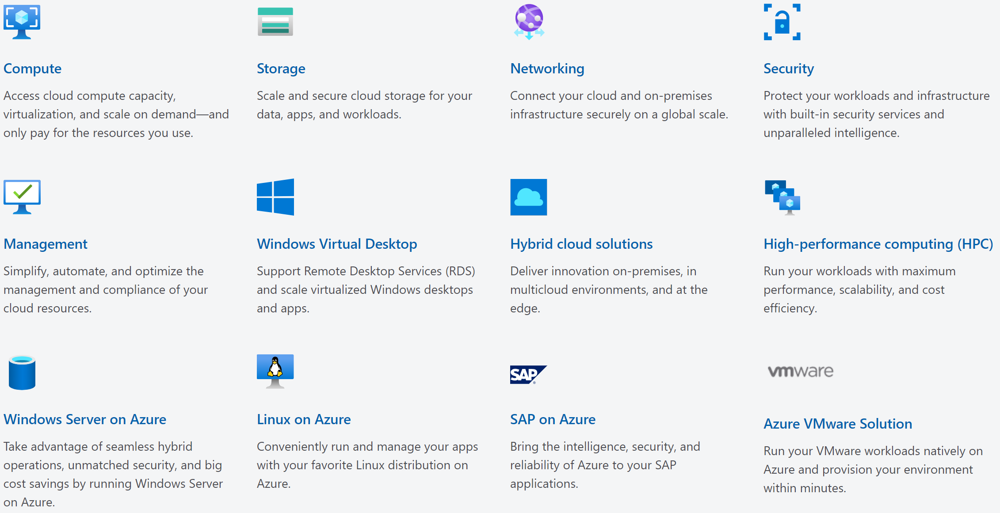 Compute
Access cloud compute capacity,
virtualization, and scale on demand—and
only pay for the resources you use.
Storage
Scale and secure cloud storage for your
data, apps, and workloads.
Networking
Connect your cloud and on-premises
infrastructure securely on a global scale.
Security
Protect your workloads and infrastructure
with built-in security services and
unparalleled intelligence.
Management
Simplify, automate, and optimize the
management and compliance of your
cloud resources.
Windows Virtual Desktop
Support Remote Desktop Services (RDS)
and scale virtualized Windows desktops
and apps.
Hybrid cloud solutions
Deliver innovation on-premises, in
multicloud environments, and at the
edge.
High-performance computing (HPC)
Run your workloads with maximum
performance, scalability, and cost
efficiency.
Windows Server on Azure
Take advantage of seamless hybrid
operations, unmatched security, and big
cost savings by running Windows Server
on Azure.
Linux on Azure
Conveniently run and manage your apps
with your favorite Linux distribution on
Azure.
SAP®
SAP on Azure
Bring the intelligence, security, and
reliability of Azure to your SAP
applications.
vmware
Azure VMware Solution
Run your VMware workloads natively on
Azure and provision your environment
within minutes.